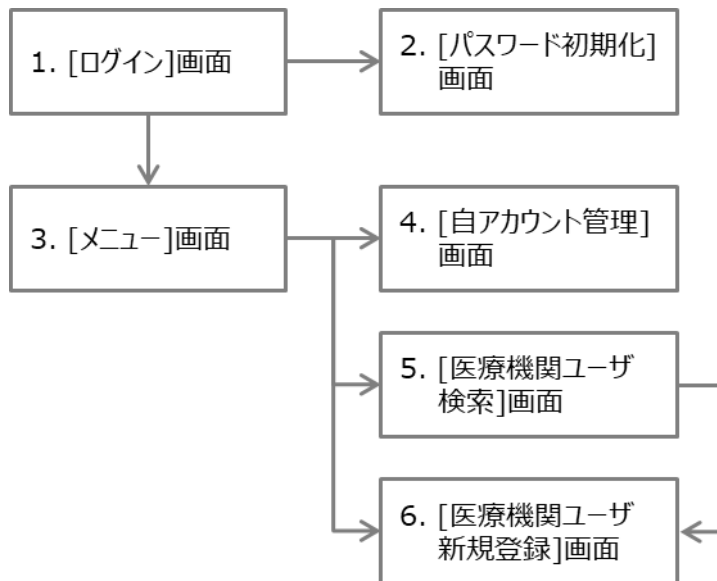 1. [ログイン]画面
2. [パスワード初期化]
画面
3. [メニュー]画面
4. [自アカウント管理]
画面
5. [医療機関ユーザ
検索]画面
6. [医療機関ユーザ
新規登録]画面